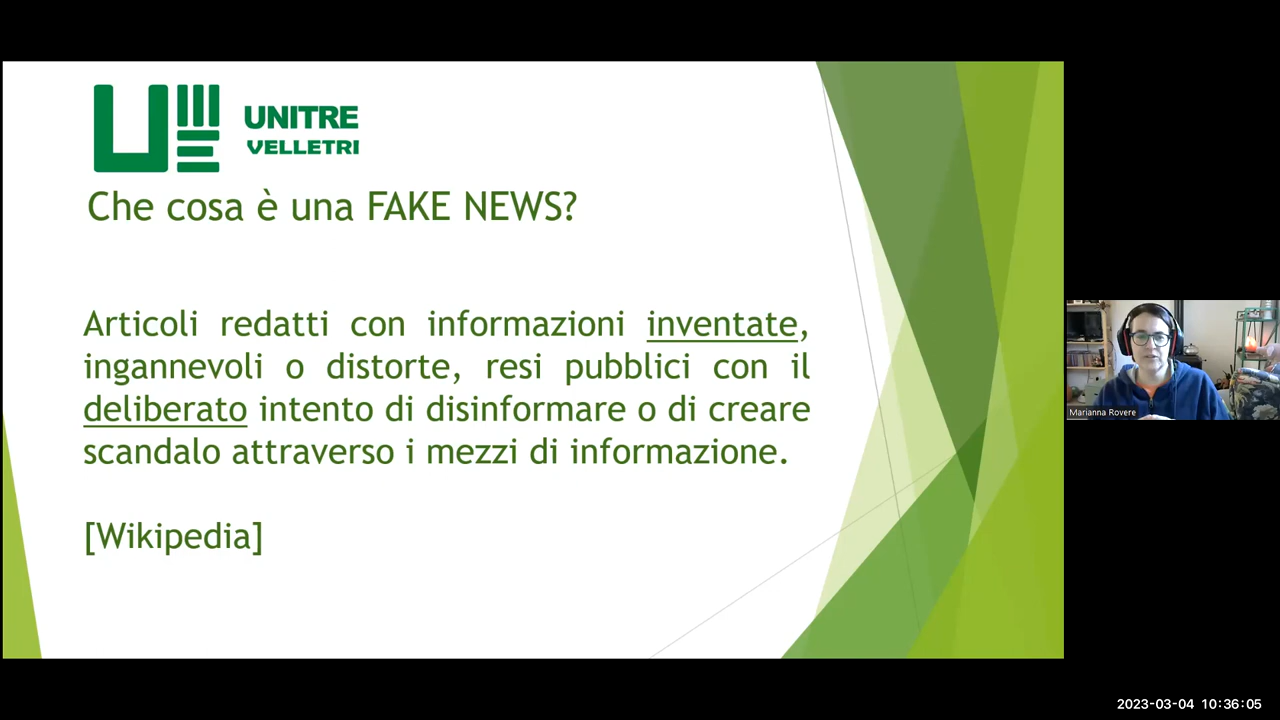 UNITRE
VELLETRI
Che cosa è una FAKE NEWS?
Articoli redatti con informazioni inventate,
ingannevoli o distorte, resi pubblici con il
deliberato intento di disinformare o di creare
scandalo attraverso i mezzi di informazione.
[Wikipedia]
Marianna Rovere
2023-03-04 10:36:05